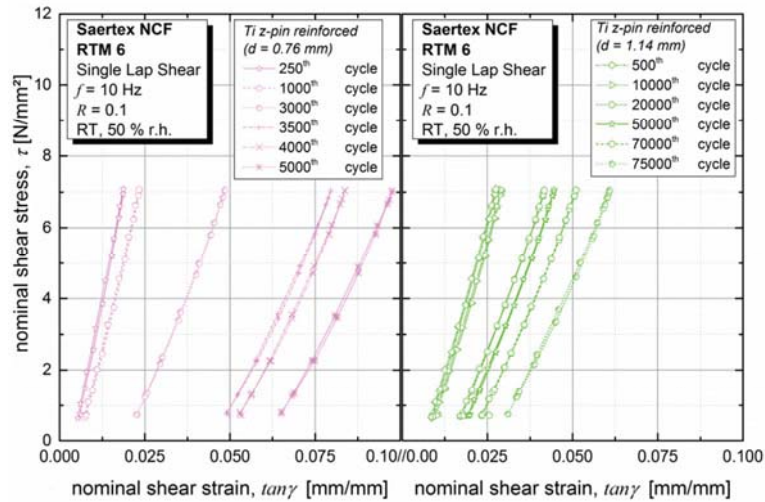 τ [N/mm²]
nominal shear stress, τ [N/mm²]
12
10
8
6
4
2
0
Saertex NCF
RTM 6
Single Lap Shear
f = 10 Hz
R = 0.1
RT, 50 % r.h.
Ti z-pin reinforced
(d = 0.76 mm)
250th cycle
1000th cycle
3000th cycle
3500th cycle
4000th cycle
5000th cycle
Saertex NCF
RTM 6
Single Lap Shear
f = 10 Hz
R = 0.1
RT, 50 % r.h.
Ti z-pin reinforced
(d = 1.14 mm)
500th cycle
10000th cycle
20000th cycle
50000th cycle
70000th cycle
75000th cycle
0.000 0.025 0.050 0.075 0.10//0.000 0.025 0.050 0.075 0.100
nominal shear strain, tanγ [mm/mm]
nominal shear strain, tanγ [mm/mm]